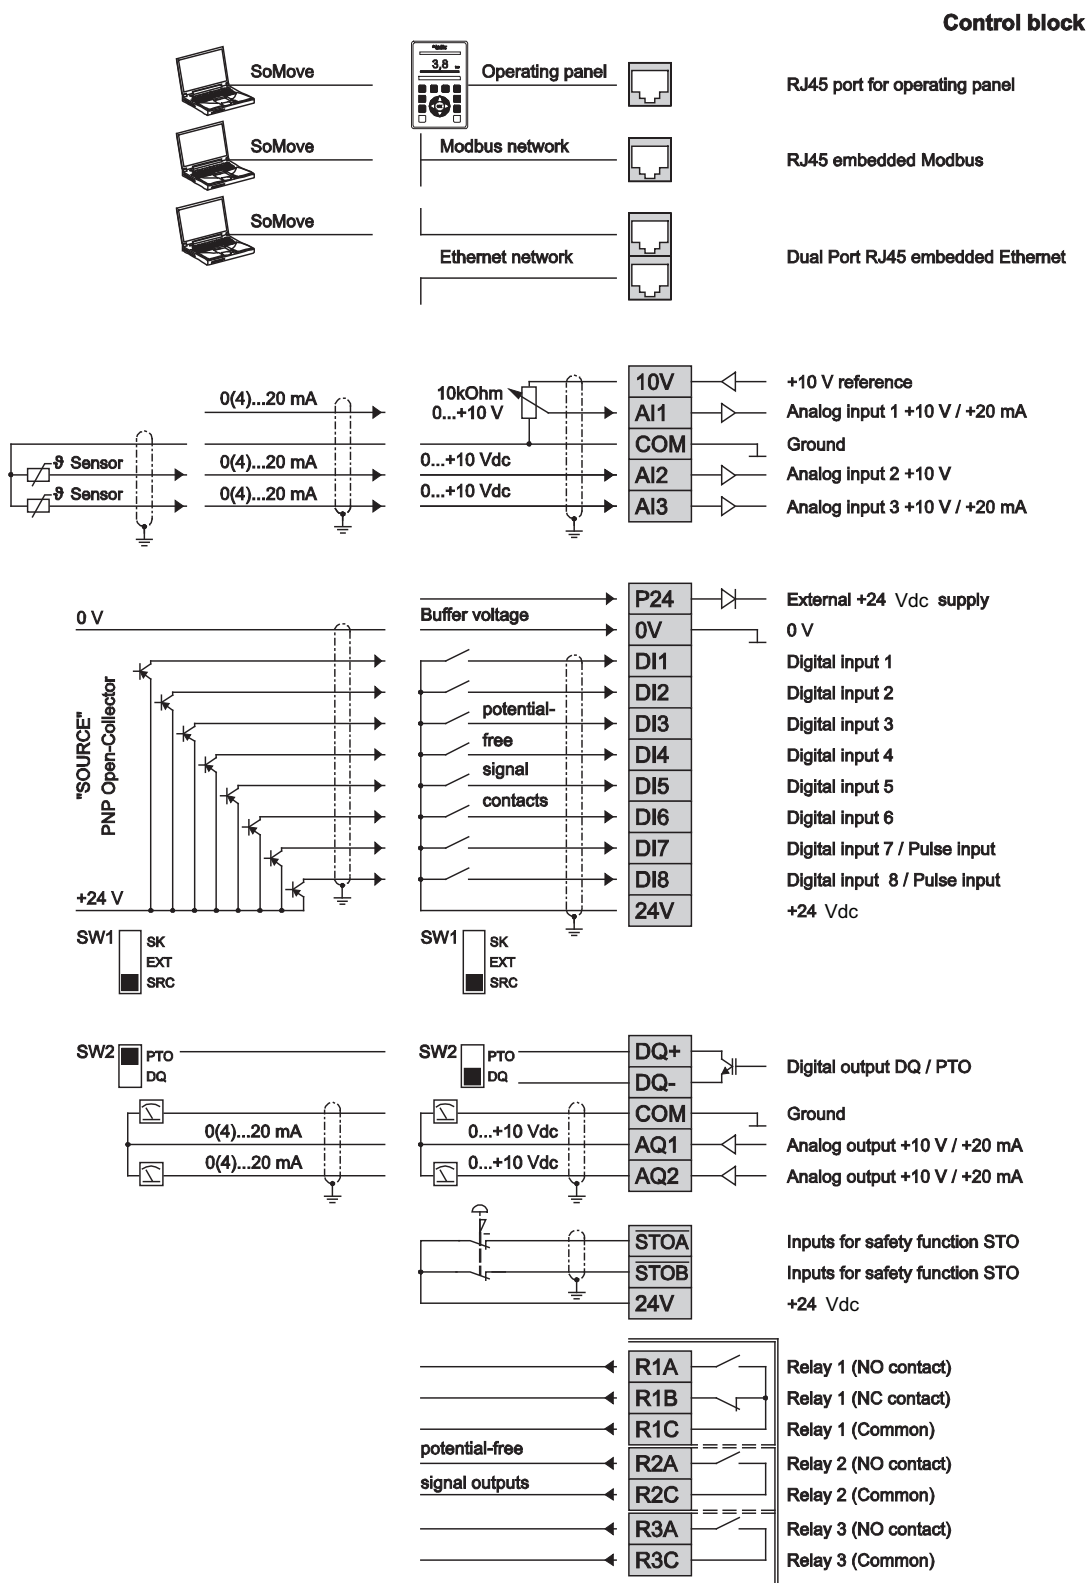 Control block
SoMove
3,8
Operating panel
RJ45 port for operating panel
SoMove
Modbus network
RJ45 embedded Modbus
SoMove
Ethernet network
Dual Port RJ45 embedded Ethernet
10V
+10 V reference
0(4)...20 mA
10kOhm
0...+10 V
AI1
Analog input 1 +10 V / +20 mA
COM
Ground
ϑ Sensor
0(4)...20 mA
0...+10 Vdc
AI2
Analog input 2 +10 V
ϑ Sensor
0(4)...20 mA
0...+10 Vdc
AI3
Analog input 3 +10 V / +20 mA
P24
External +24 Vdc supply
0 V
Buffer voltage
0V
0 V
DI1
Digital input 1
DI2
Digital input 2
"SOURCE"
PNP Open-Collector
potential-
free
signal
contacts
DI3
Digital input 3
DI4
Digital input 4
DI5
Digital input 5
DI6
Digital input 6
DI7
Digital input 7 / Pulse input
DI8
Digital input 8 / Pulse input
+24 V
24V
+24 Vdc
SW1
SK
EXT
SRC
SW1
SK
EXT
SRC
SW2
PTO
DQ
SW2
PTO
DQ
DQ+
DQ-
Digital output DQ / PTO
COM
Ground
0(4)...20 mA
0...+10 Vdc
AQ1
Analog output +10 V / +20 mA
0(4)...20 mA
0...+10 Vdc
AQ2
Analog output +10 V / +20 mA
STOA
Inputs for safety function STO
STOB
Inputs for safety function STO
24V
+24 Vdc
R1A
Relay 1 (NO contact)
R1B
Relay 1 (NC contact)
R1C
Relay 1 (Common)
potential-free
signal outputs
R2A
Relay 2 (NO contact)
R2C
Relay 2 (Common)
R3A
Relay 3 (NO contact)
R3C
Relay 3 (Common)